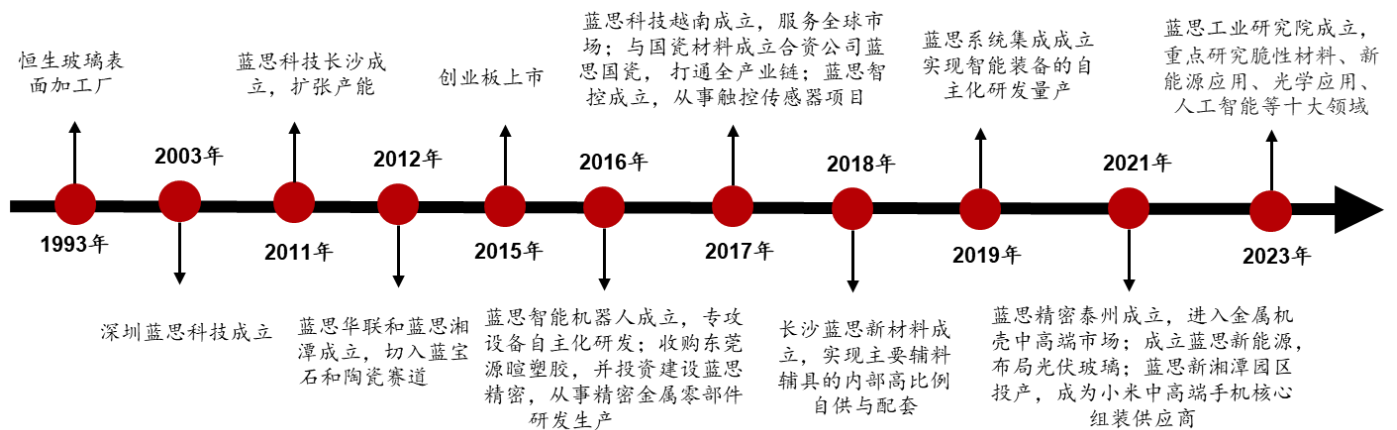 恒生玻璃表
面加工厂
1993年
2003年
深圳蓝思科技成立
蓝思科技长沙成
立，扩张产能
2011年
2012年
蓝思华联和蓝思湘
潭成立，切入蓝宝
石和陶瓷赛道
创业板上市
2015年
2016年
蓝思智能机器人成立，专攻
设备自主化研发；收购东莞
源暄塑胶，并投资建设蓝思
精密，从事精密金属零部件
研发生产
蓝思科技越南成立，服务全球市
场；与国瓷材料成立合资公司蓝
思国瓷，打通全产业链；蓝思智
控成立，从事触控传感器项目
2017年
2018年
长沙蓝思新材料成
立，实现主要辅料
辅具的内部高比例
自供与配套
蓝思系统集成成立
实现智能装备的自
主化研发量产
2019年
2021年
蓝思精密泰州成立，进入金属机
壳中高端市场；成立蓝思新能源，
布局光伏玻璃；蓝思新湘潭园区
投产，成为小米中高端手机核心
组装供应商
蓝思工业研究院成立，
重点研究脆性材料、新
能源应用、光学应用、
人工智能等十大领域
2023年